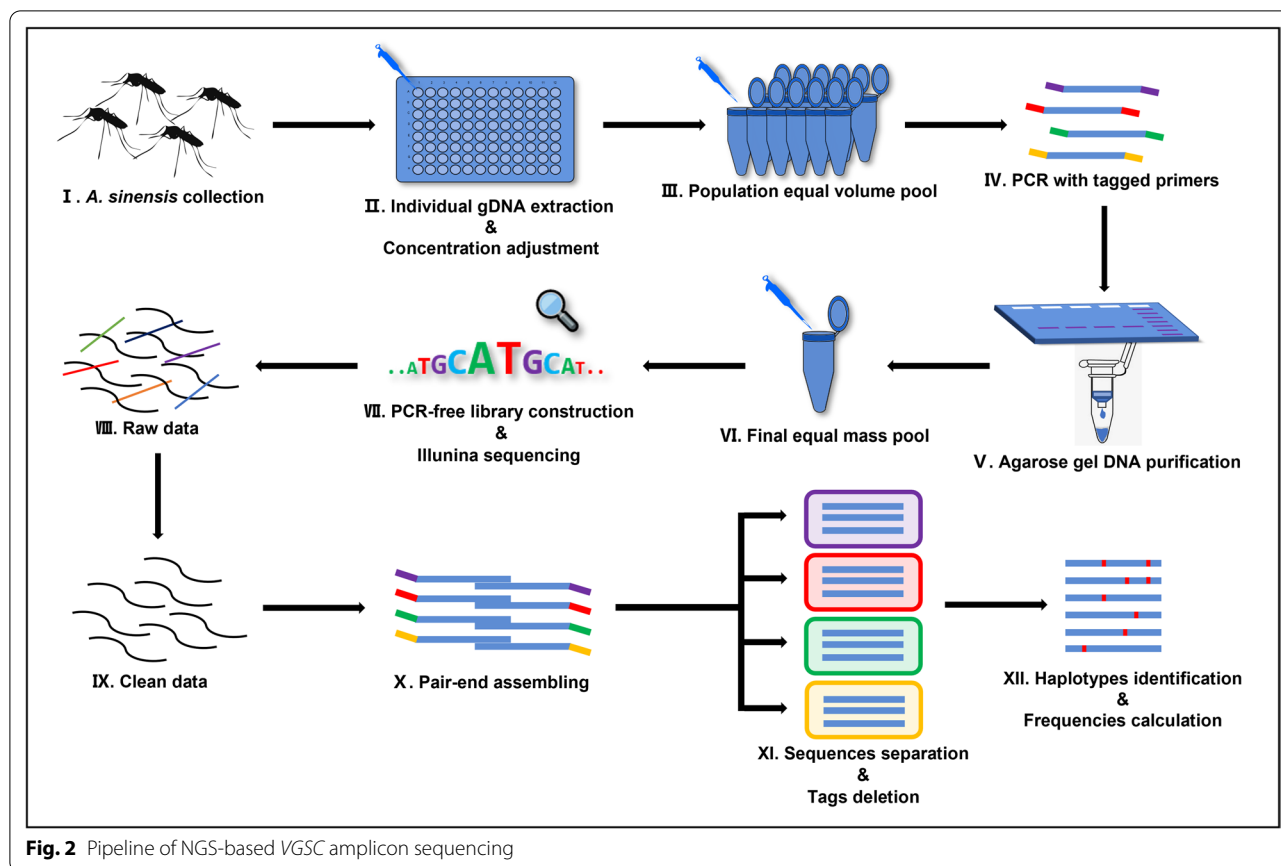 Ⅰ. A. sinensis collection
Ⅱ. Individual gDNA extraction
&
Concentration adjustment
Ⅲ. Population equal volume pool
Ⅳ. PCR with tagged primers
Ⅴ. Agarose gel DNA purification
Ⅵ. Final equal mass pool
..ATGCATGCAT..
Ⅶ. PCR-free library construction
&
Illunina sequencing
Ⅷ. Raw data
Ⅸ. Clean data
Ⅹ. Pair-end assembling
Ⅺ. Sequences separation
&
Tags deletion
Ⅻ. Haplotypes identification
&
Frequencies calculation
Fig. 2 Pipeline of NGS-based VGSC amplicon sequencing